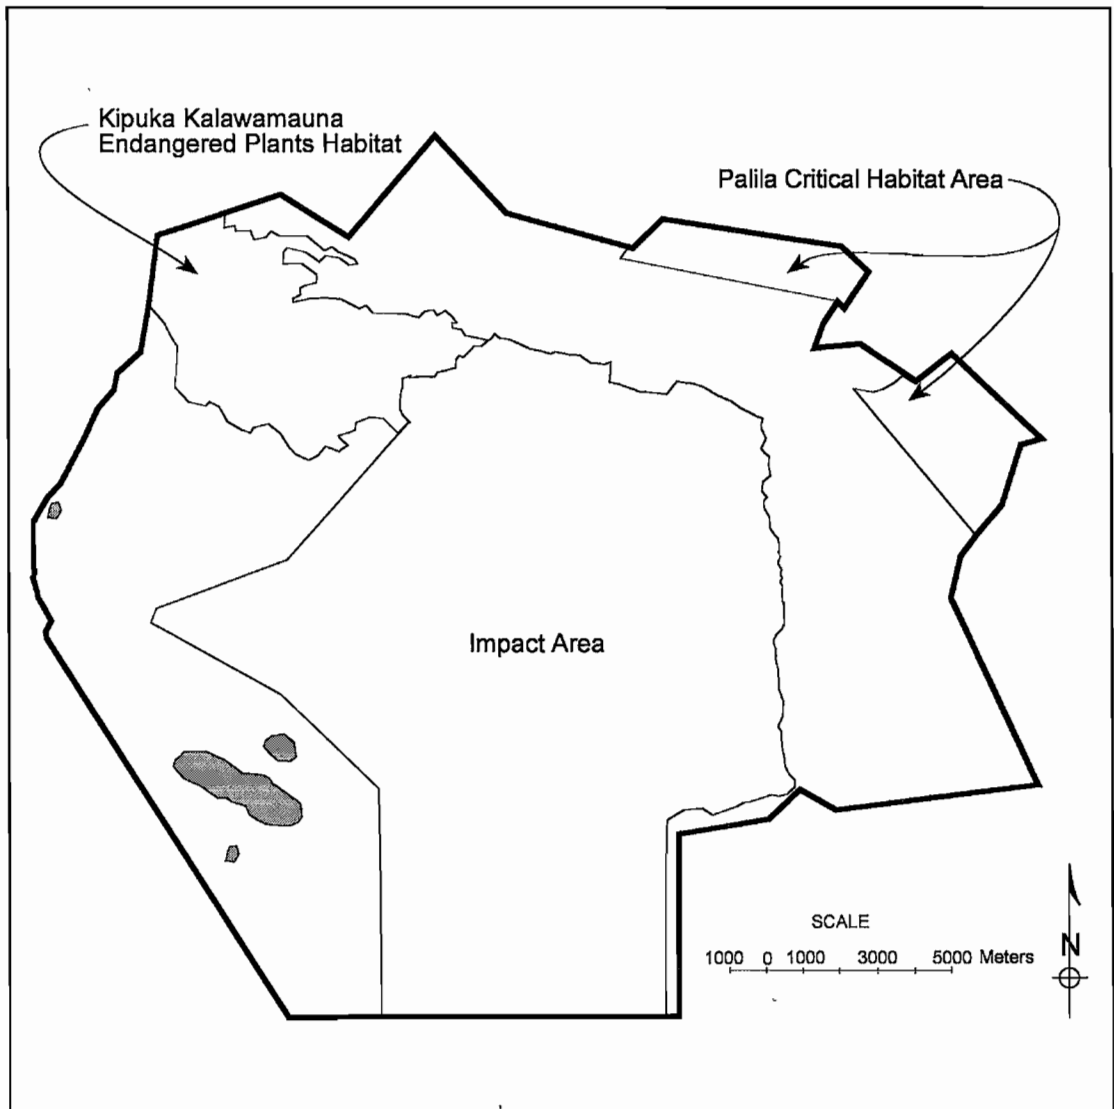 Kipuka Kalawamauna
Endangered Plants Habitat
Palila Critical Habitat Area
Impact Area
SCALE
1000 0 1000 3000 5000 Meters
N